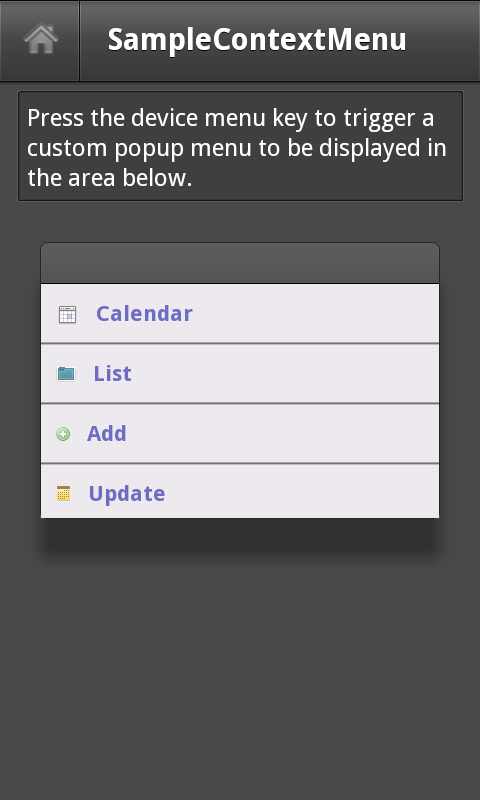 SampleContextMenu
Press the device menu key to trigger a
custom popup menu to be displayed in
the area below.
Calendar
List
Add
Update